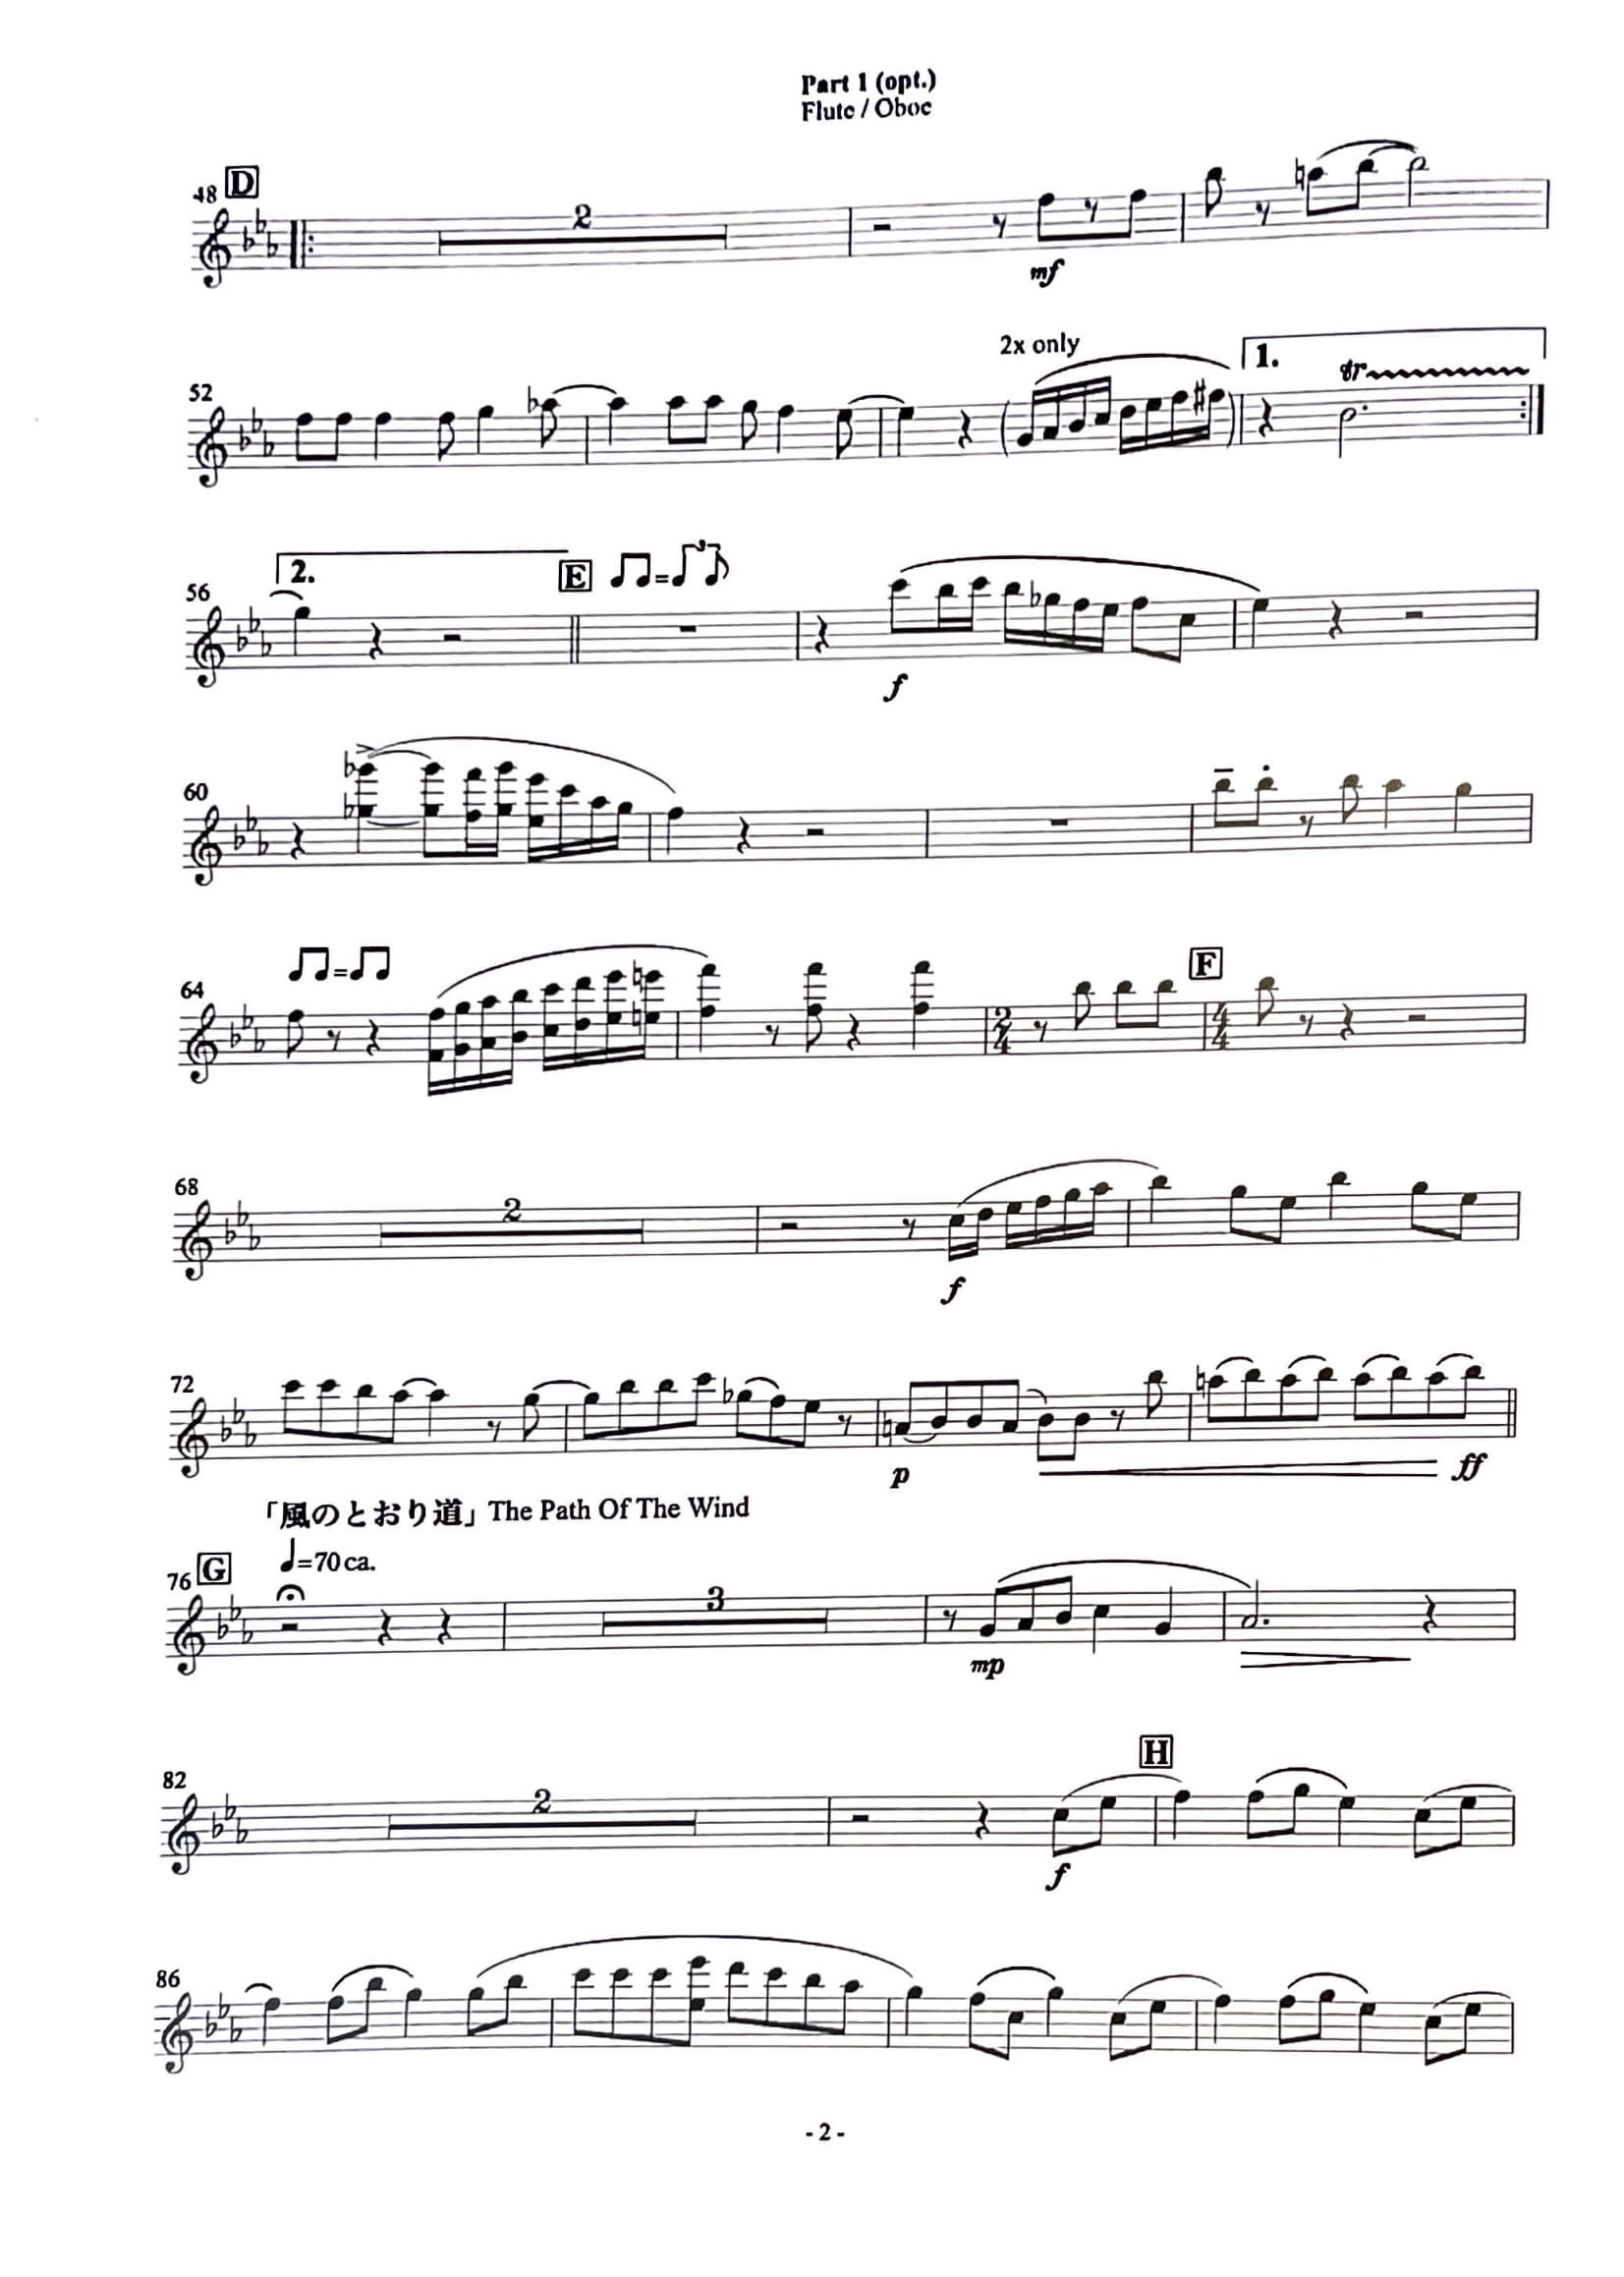 Part 1 (opt.)
Flute / Oboe
48 D
2
mf
52
2x only
1.
tr
56
2.
E
3
f
60
64
F
2
4
4
4
68
2
f
72
p
ff
「風のとおり道」The Path Of The Wind
76 G
=70 ca.
3
mp
82
2
H
f
86
- 2 -